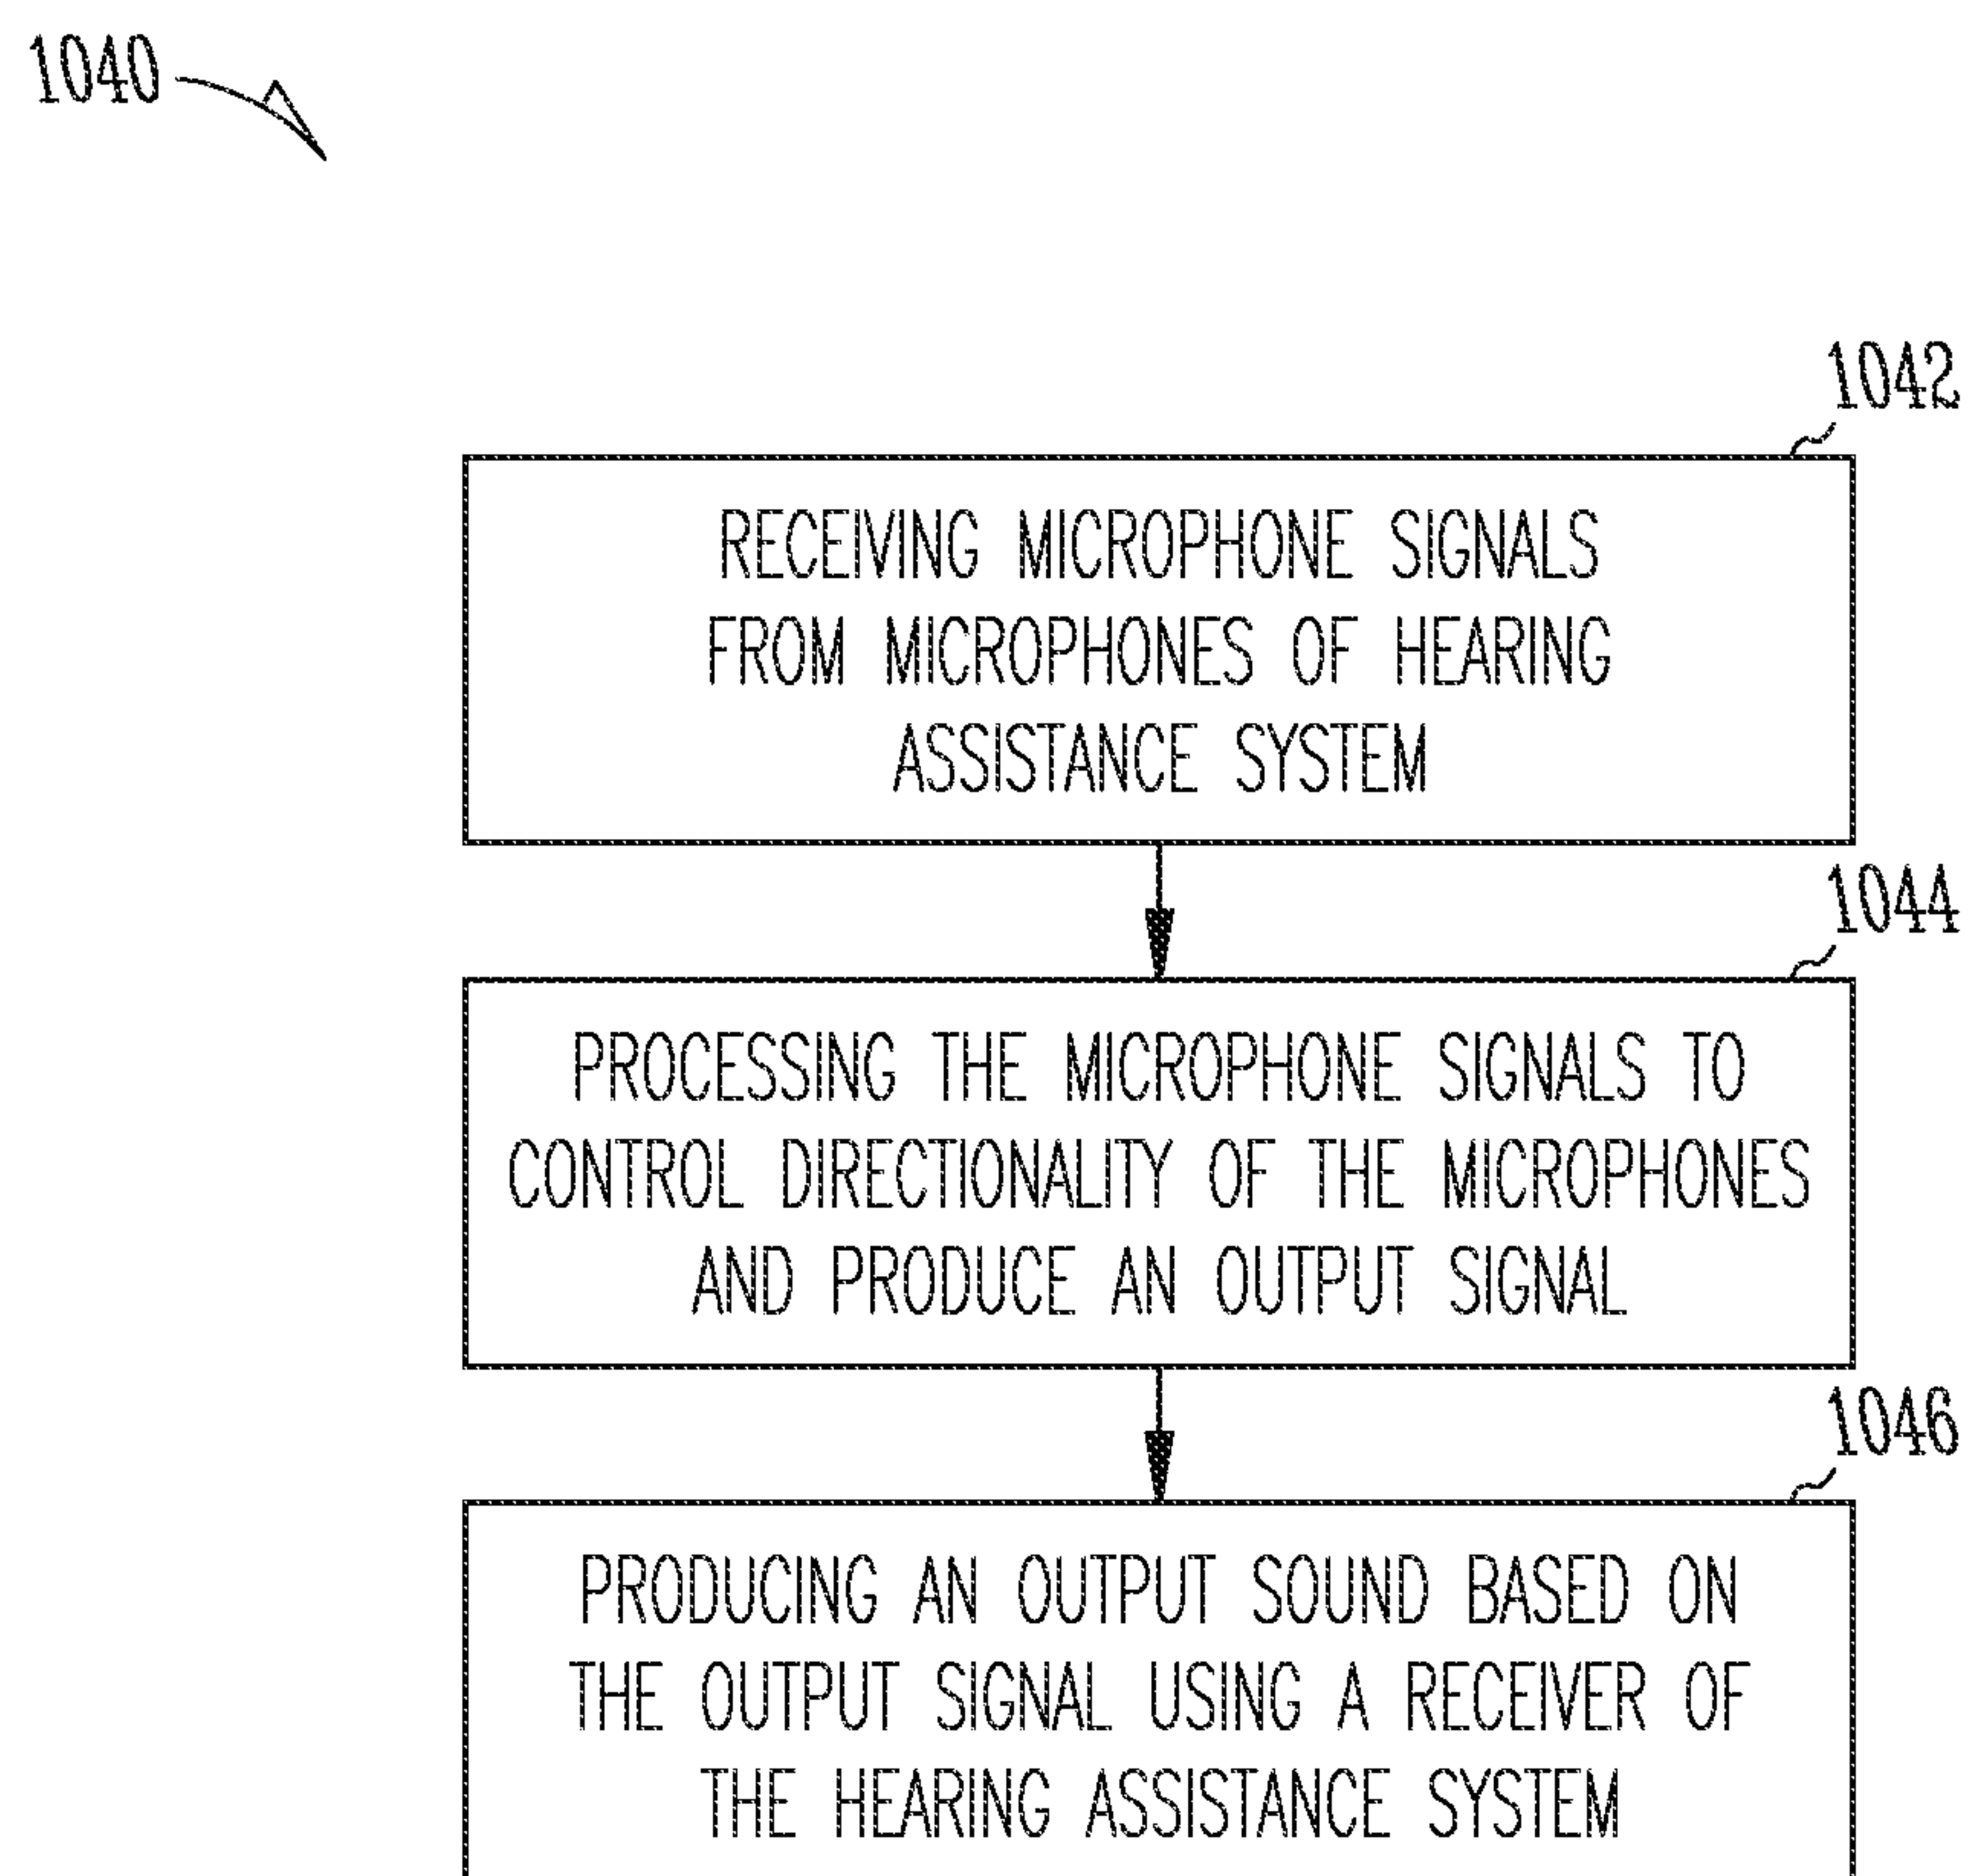 1040
1042
RECEIVING MICROPHONE SIGNALS
FROM MICROPHONES OF HEARING
ASSISTANCE SYSTEM
1044
PROCESSING THE MICROPHONE SIGNALS TO
CONTROL DIRECTIONALITY OF THE MICROPHONES
AND PRODUCE AN OUTPUT SIGNAL
1046
PRODUCING AN OUTPUT SOUND BASED ON
THE OUTPUT SIGNAL USING A RECEIVER OF
THE HEARING ASSISTANCE SYSTEM